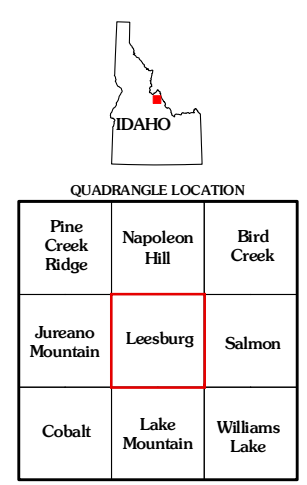 IDAHO
QUADRANGLE LOCATION
Pine
Creek
Ridge
Napoleon
Hill
Bird
Creek
Jureano
Mountain
Leesburg
Salmon
Cobalt
Lake
Mountain
Williams
Lake